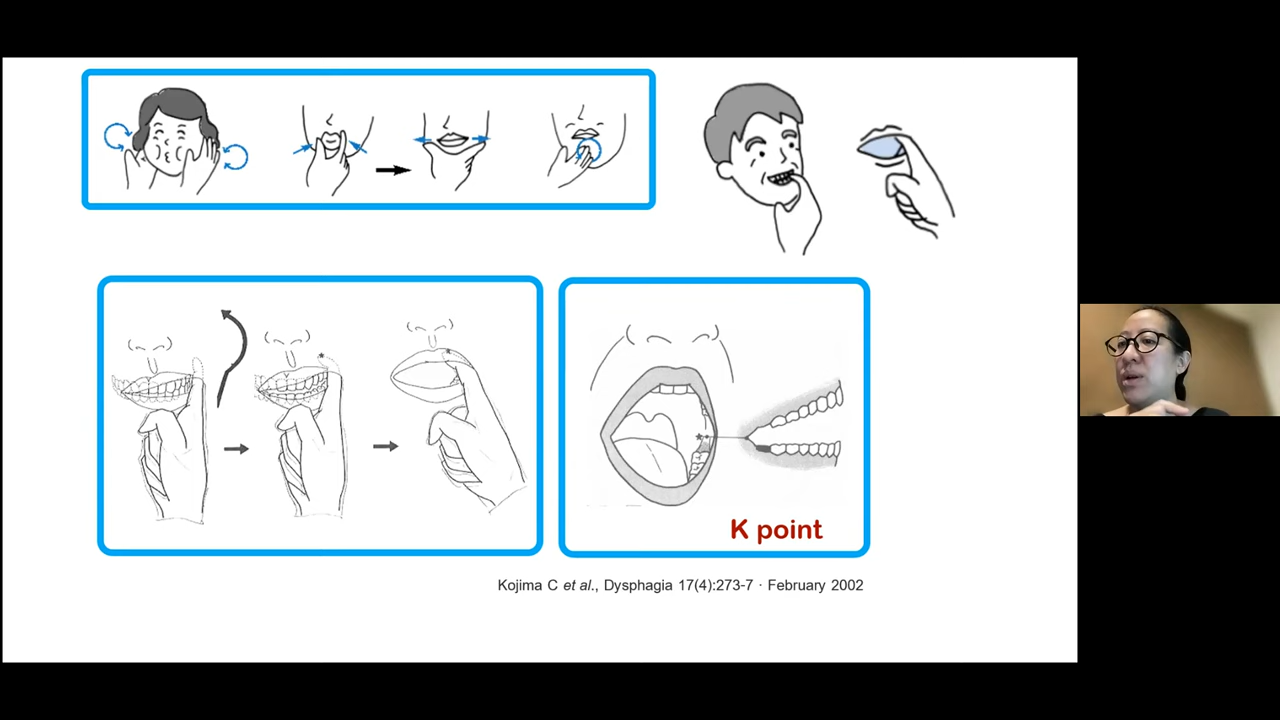 K point
Kojima C et al., Dysphagia 17(4):273-7 · February 2002